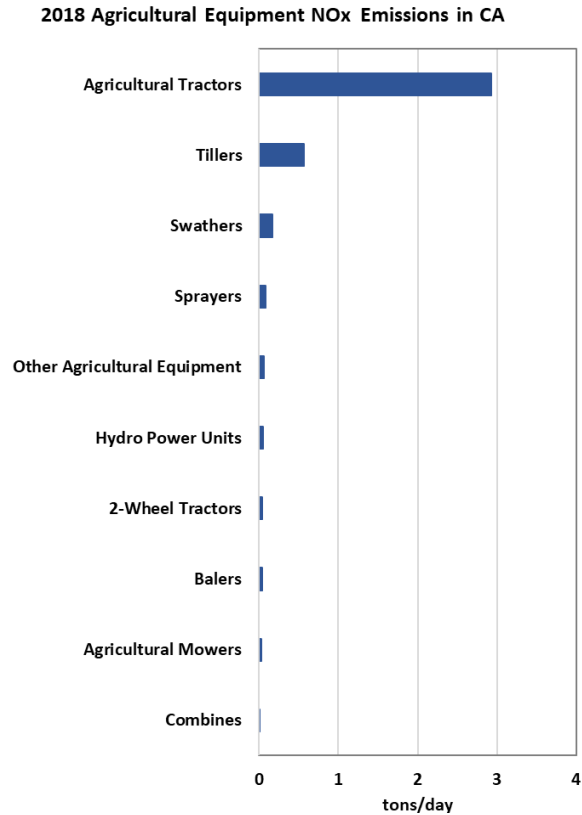 2018 Agricultural Equipment NOx Emissions in CA
Agricultural Tractors
Tillers
Swathers
Sprayers
Other Agricultural Equipment
Hydro Power Units
2-Wheel Tractors
Balers
Agricultural Mowers
Combines
0 1 2 3 4
tons/day